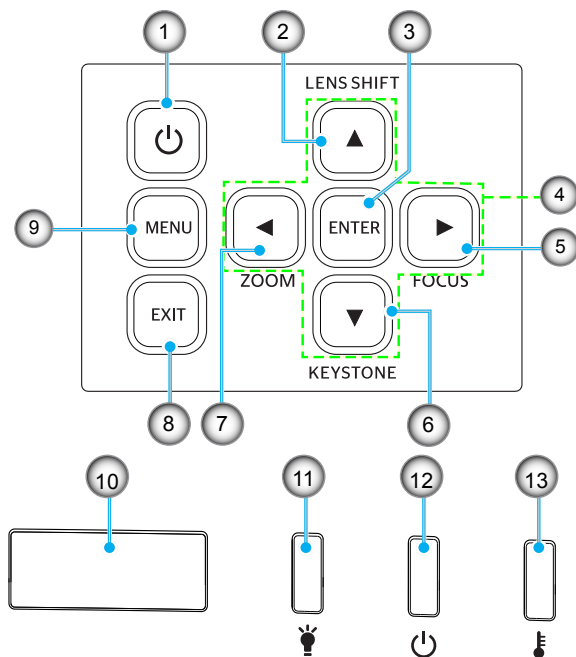 1 2 3
LENS SHIFT
4
MENU ENTER
9 5
ZOOM FOCUS
EXIT
KEYSTONE
8 7 6
10 11 12 13